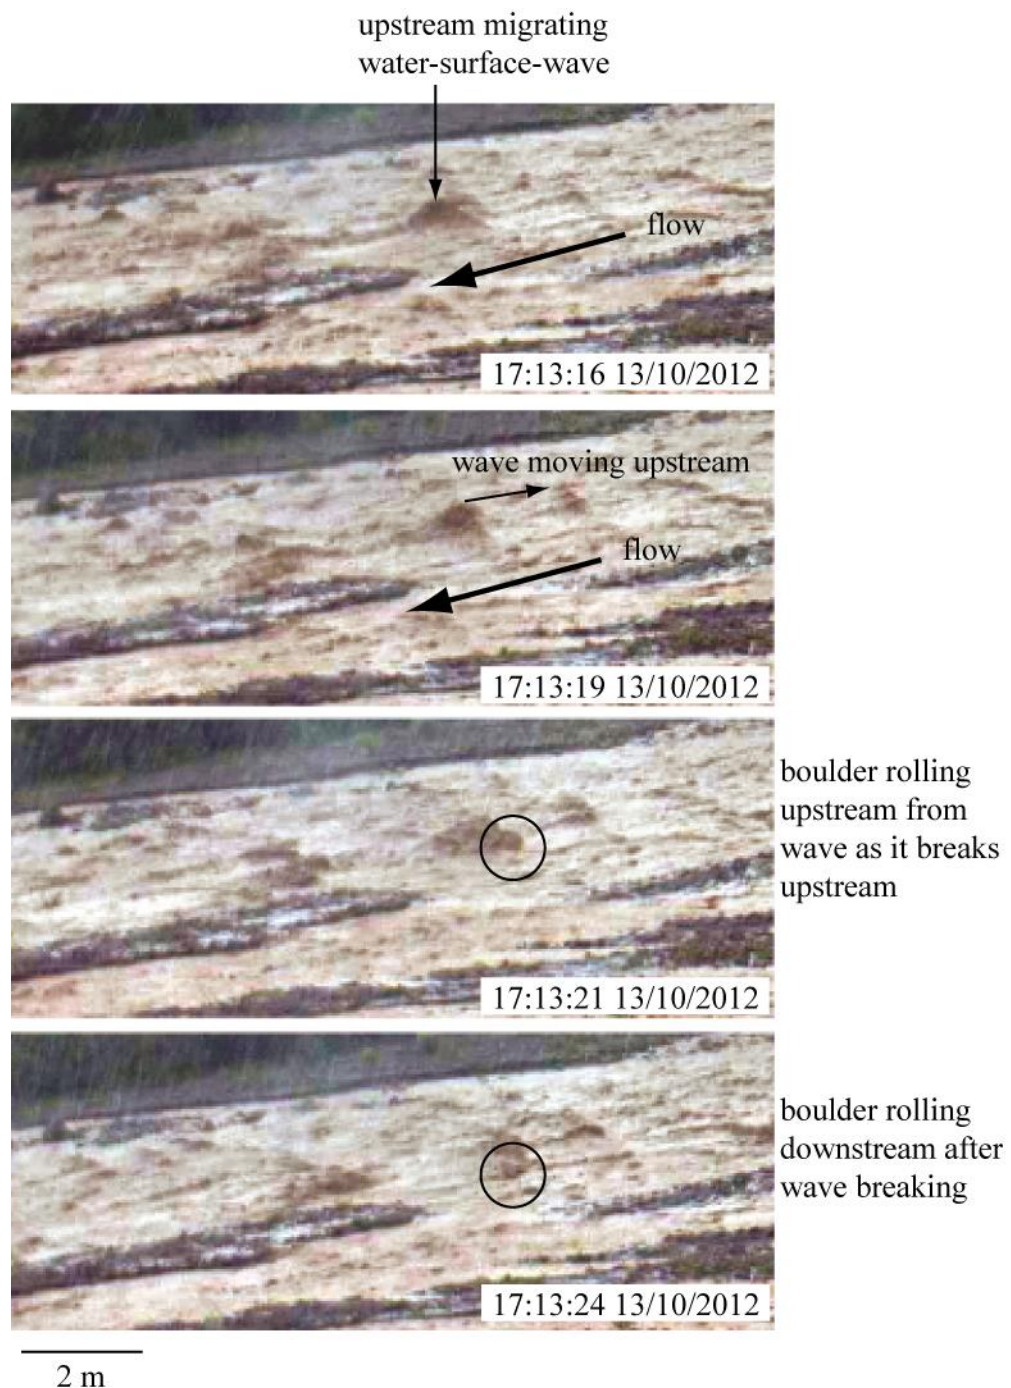 upstream migrating
water-surface-wave
flow
17:13:16 13/10/2012
wave moving upstream
flow
17:13:19 13/10/2012
boulder rolling
upstream from
wave as it breaks
upstream
17:13:21 13/10/2012
boulder rolling
downstream after
wave breaking
17:13:24 13/10/2012
2 m